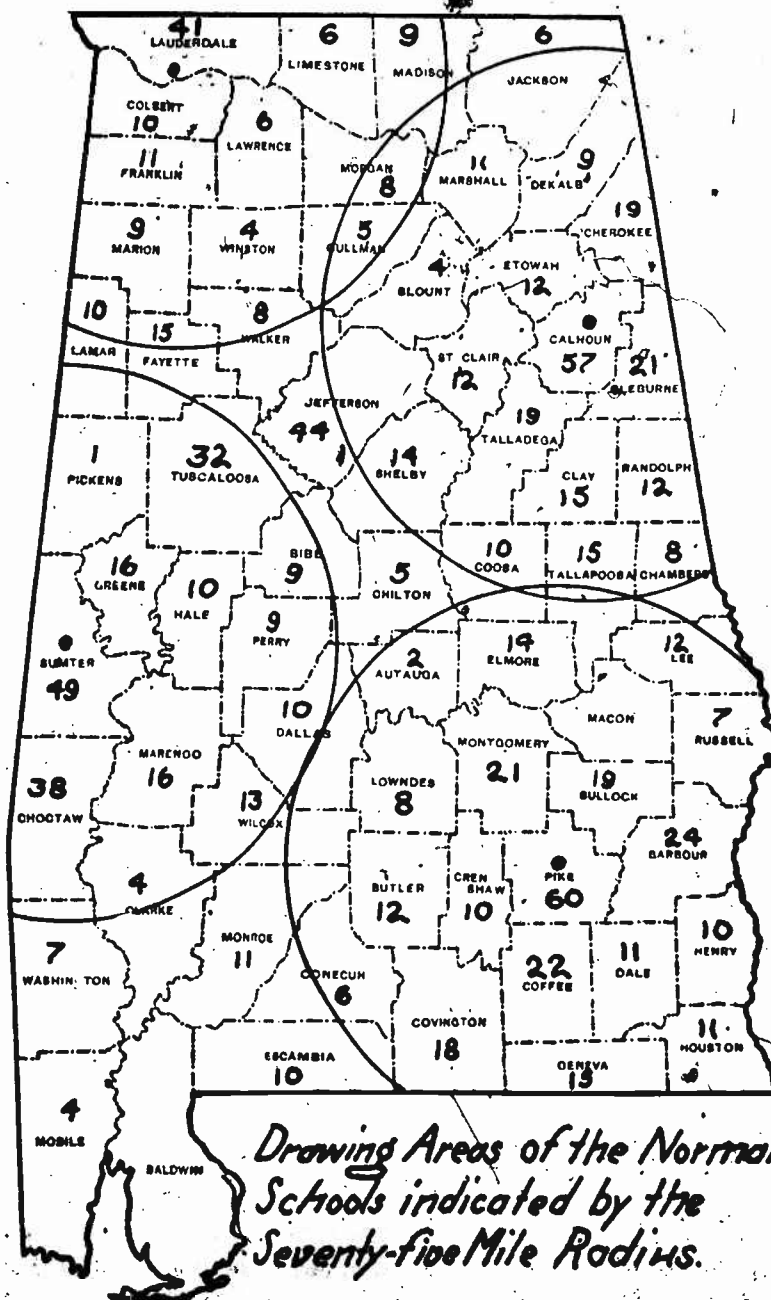 41
LAUDERDALE
6
LIMESTONE
9
MADISON
6
JACKSON
COLBERT
10
6
LAWRENCE
11
FRANKLIN
MORGAN
8
11
MARSHALL
9
DEKALB
19
CHEROKEE
9
MARION
4
WINSTON
5
CULLMAN
4
BLOUNT
ETOWAH
12
10
LAMAR
15
FAYETTE
8
WALKER
ST CLAIR
12
CALHOUN
57
21
CLEBURNE
JEFFERSON
44
1
14
SHELBY
19
TALLADEGA
CLAY
15
RANDOLPH
12
1
PICKENS
32
TUSCALOOSA
16
GREENE
10
HALE
BIBB
9
5
CHILTON
10
COOSA
15
TALLAPOOSA
8
CHAMBERS
SUMTER
49
9
PERRY
2
AUTAUGA
14
ELMORE
12
LEE
10
DALLAS
MACON
7
RUSSELL
MARENGO
16
MONTGOMERY
21
LOWNDES
8
19
BULLOCK
38
CHOCTAW
13
WILCOX
24
BARBOUR
4
CLARKE
BUTLER
12
CREN
SHAW
10
PIKE
60
7
WASHIN TON
MONROE
11
CONECUH
6
22
COFFEE
11
DALE
10
HENRY
COVINGTON
18
11
HOUSTON
ESCAMBIA
10
GENEVA
15
4
MOBILE
BALDWIN
Drawing Areas of the Norma
Schools indicated by the
Seventy-five Mile Radius.